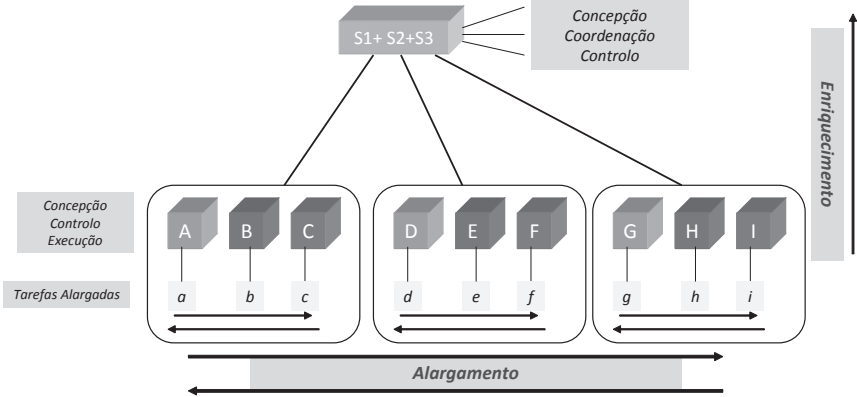 S1+ S2+S3
Concepção
Coordenação
Controlo
Enriquecimento
Concepção
Controlo
Execução
A B C D E F G H I
Tarefas Alargadas
a b c d e f g h i
Alargamento